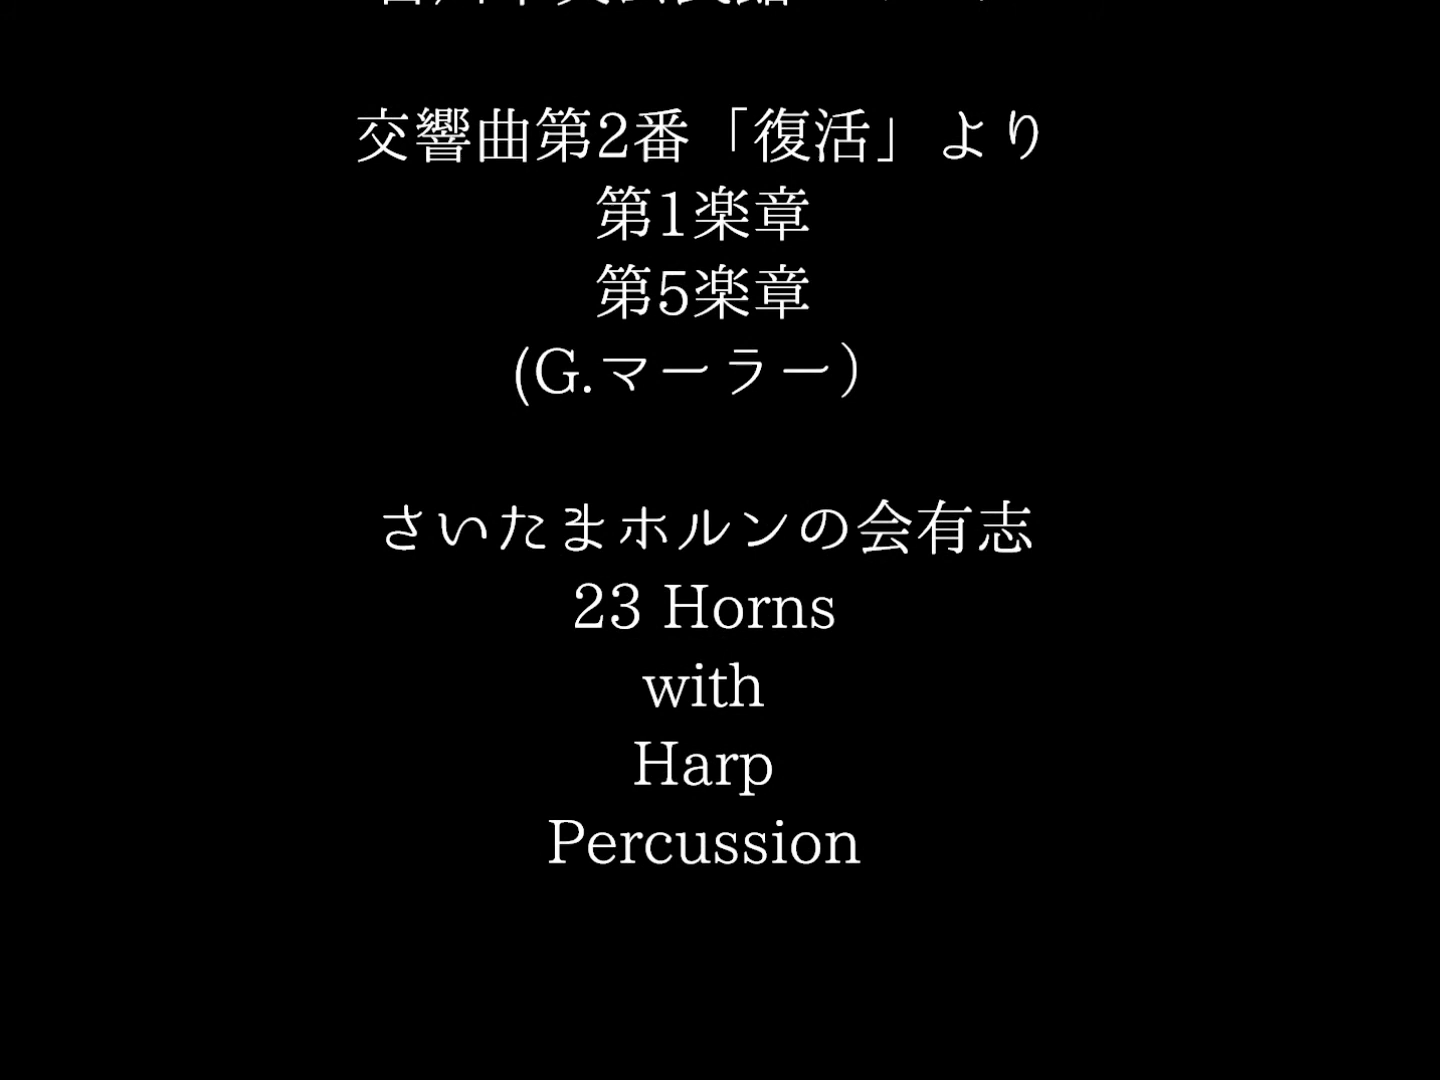 交響曲第2番「復活」より
第1楽章
第5楽章
(G.マーラー）
さいたまホルンの会有志
23 Horns
with
Harp
Percussion